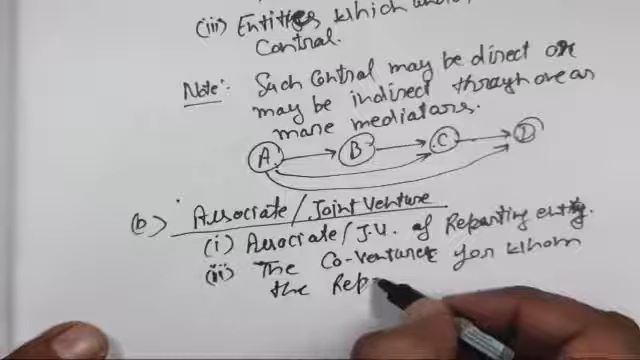 (iii) Entities which
Control.
Note: Such Control may be direct or
may be indirect through one or
more mediators.
A B C D
(b) Associate/Joint Venture
(i) Associate/J.V. of Reporting entity.
(ii) The Co-Venturer for whom
the Rep